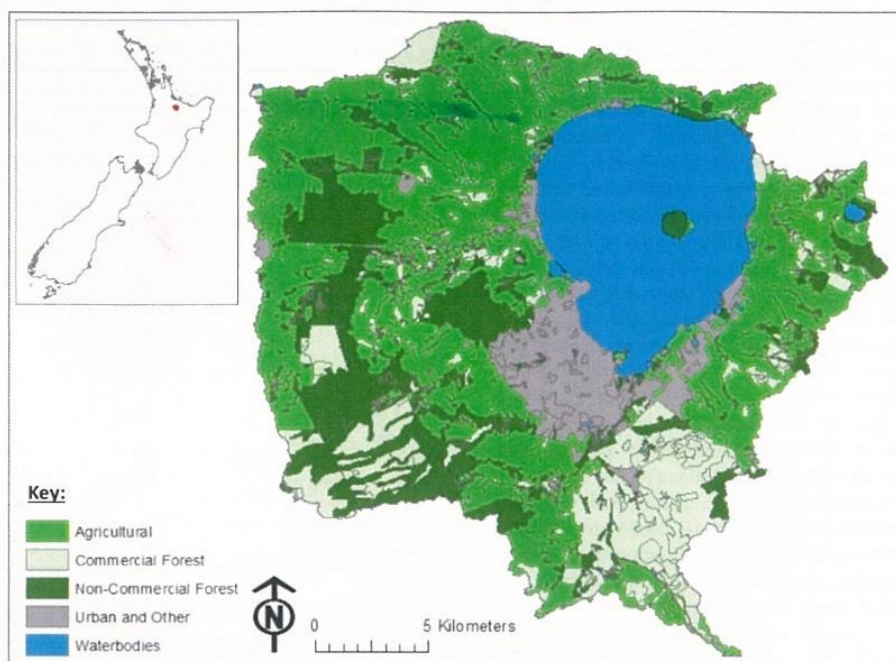 Key:
Agricultural
Commercial Forest
Non-Commercial Forest
Urban and Other
Waterbodies
N
0 5 Kilometers